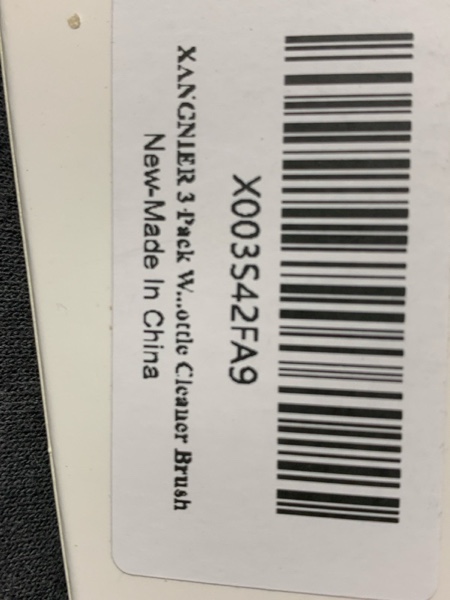 X003S42FA9
XANGNIER 3 Pack W...ottle Cleaner Brush
New-Made In China